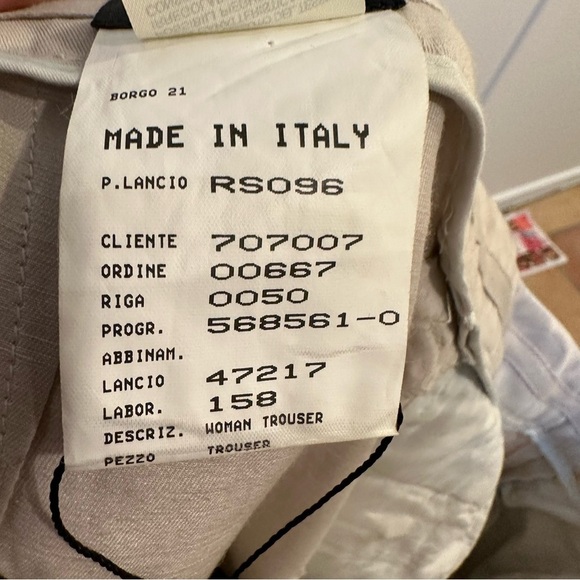 BORGO 21
MADE IN ITALY
P.LANCIO RS096
CLIENTE 707007
ORDINE 00667
RIGA 0050
PROGR. 568561-0
ABBINAM.
LANCIO 47217
LABOR. 158
DESCRIZ. WOMAN TROUSER
PEZZO TROUSER